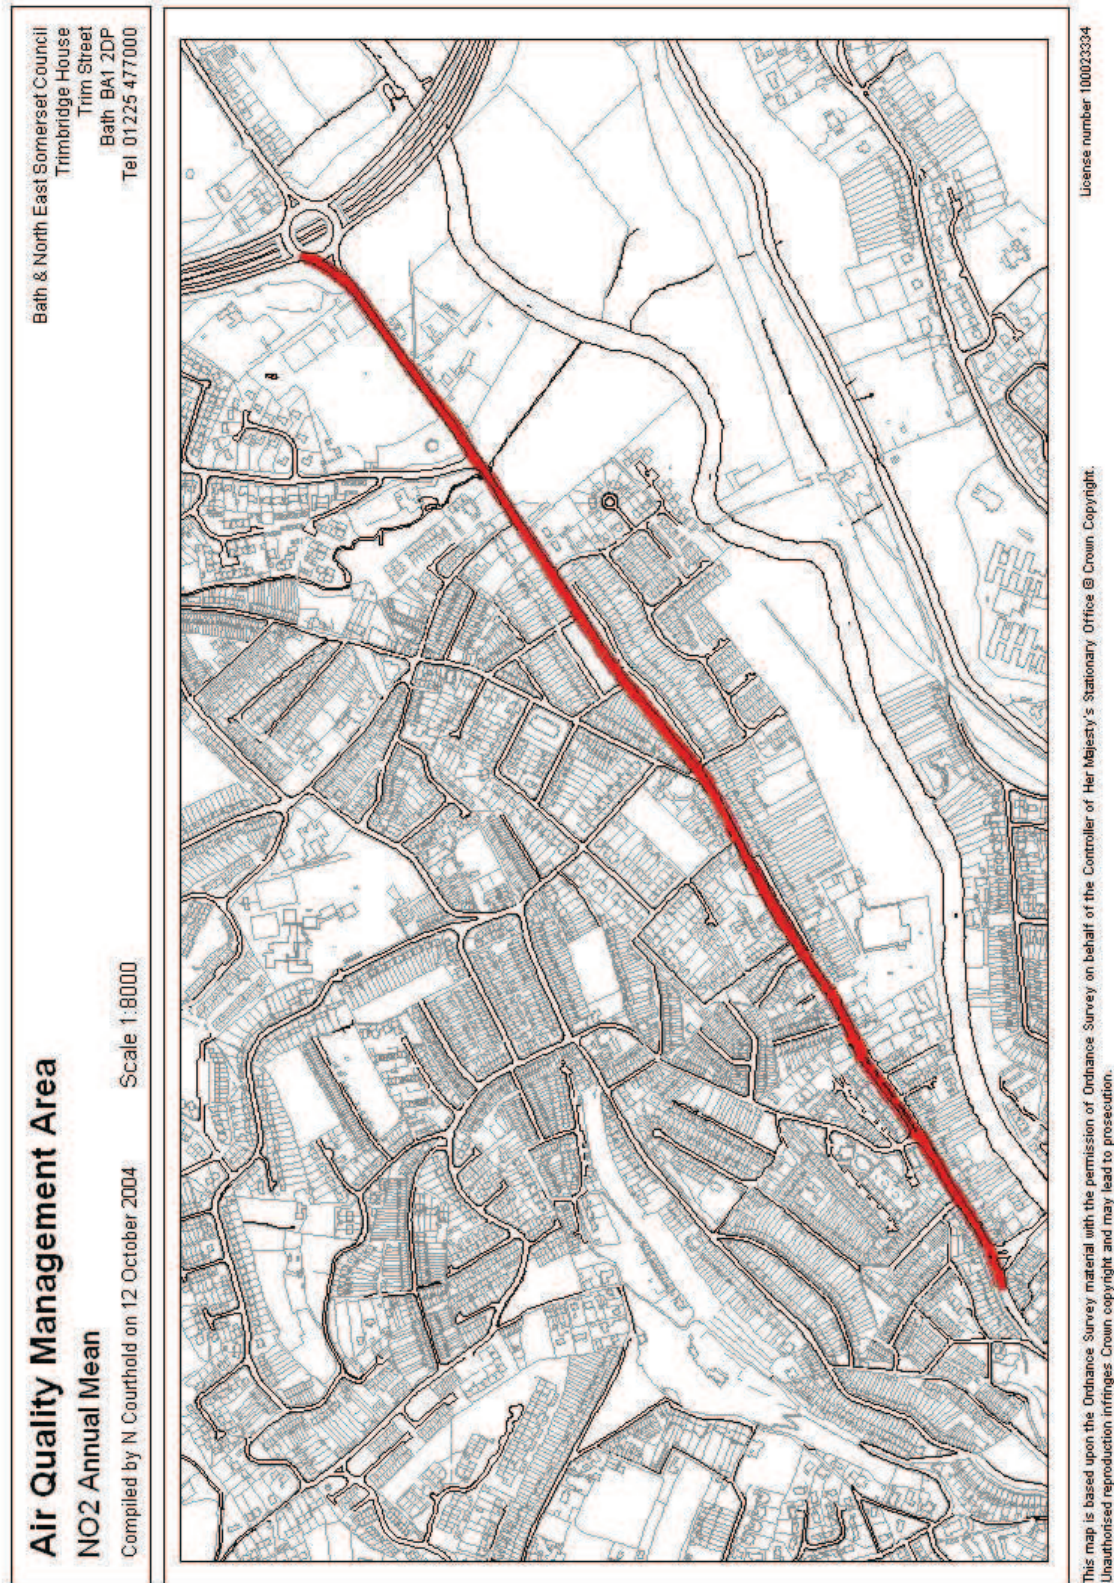 Air Quality Management Area
NO2 Annual Mean
Compiled by N Courthold on 12 October 2004 Scale 1:8000
Bath & North East Somerset Council
Trimbridge House
Trim Street
Bath BA1 2DP
Tel 01225 477000
This map is based upon the Ordnance Survey material with the permission of Ordnance Survey on behalf of the Controller of Her Majesty's Stationary Office © Crown Copyright.
Unauthorised reproduction infringes Crown copyright and may lead to prosecution.
License number 100023334